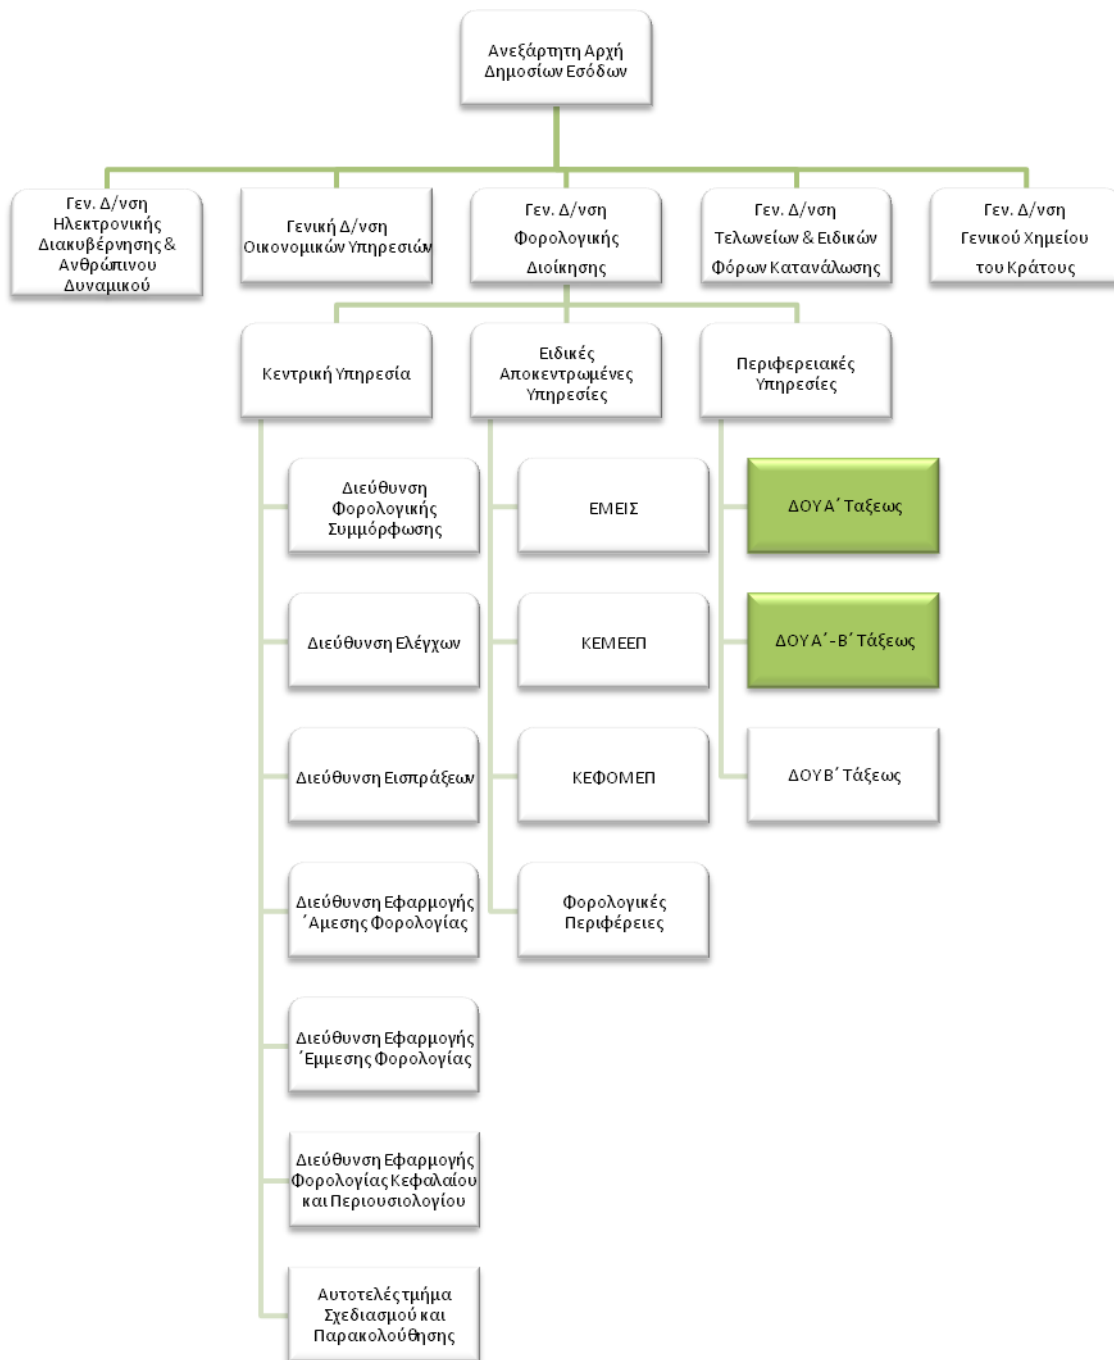 Ανεξάρτητη Αρχή
Δημοσίων Εσόδων
Γεν. Δ/νση
Ηλεκτρονικής
Διακυβέρνησης &
Ανθρώπινου
Δυναμικού
Γενική Δ/νση
Οικονομικών Υπηρεσιών
Γεν. Δ/νση
Φορολογικής
Διοίκησης
Γεν. Δ/νση
Τελωνείων & Ειδικών
Φόρων Κατανάλωσης
Γεν. Δ/νση
Γενικού Χημείου
του Κράτους
Κεντρική Υπηρεσία
Ειδικές
Αποκεντρωμένες
Υπηρεσίες
Περιφερειακές
Υπηρεσίες
Διεύθυνση
Φορολογικής
Συμμόρφωσης
ΕΜΕΙΣ
ΔΟΥ Α΄ Ταξεως
Διεύθυνση Ελέγχων
ΚΕΜΕΕΠ
ΔΟΥ Α΄-Β΄ Τάξεως
Διεύθυνση Εισπράξεων
ΚΕΦΟΜΕΠ
ΔΟΥ Β΄ Τάξεως
Διεύθυνση Εφαρμογής
΄Αμεσης Φορολογίας
Φορολογικές
Περιφέρειες
Διεύθυνση Εφαρμογής
΄Εμμεσης Φορολογίας
Διεύθυνση Εφαρμογής
Φορολογίας Κεφαλαίου
και Περιουσιολογίου
Αυτοτελές τμήμα
Σχεδιασμού και
Παρακολούθησης